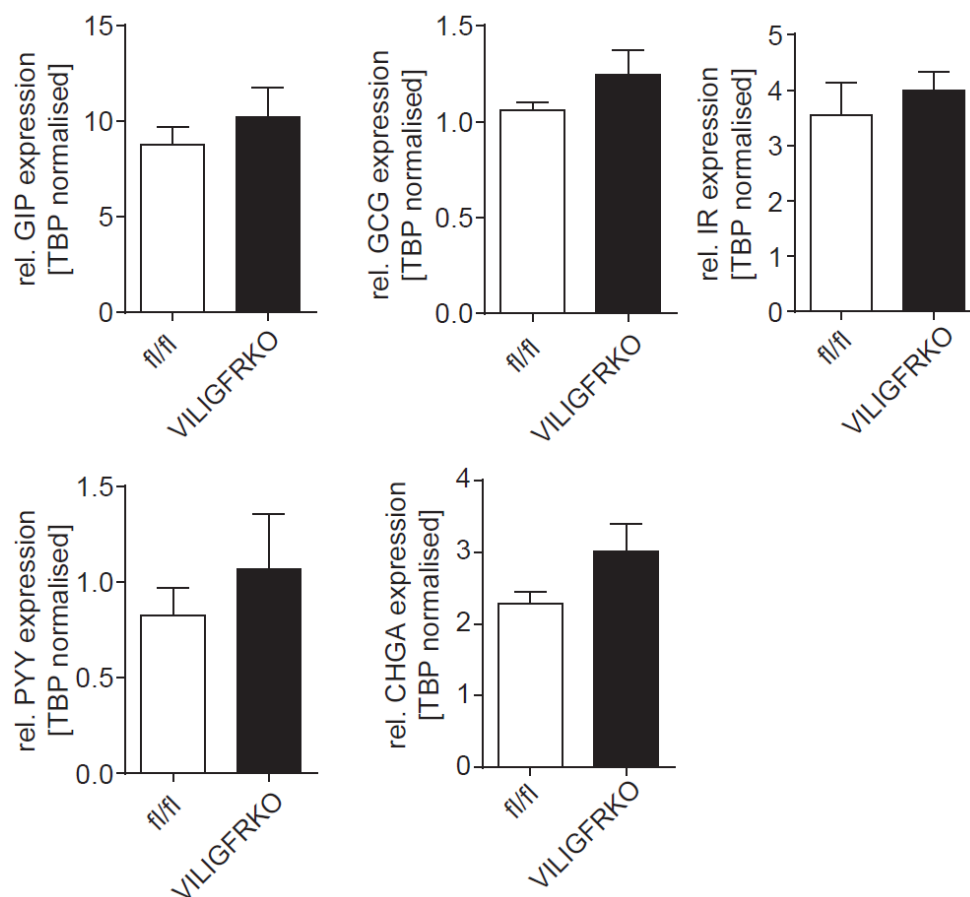 rel. GIP expression
[TBP normalised]
15
10
5
0
fl/fl
VILIGFRKO
rel. GCG expression
[TBP normalised]
1.5
1.0
0.5
0.0
fl/fl
VILIGFRKO
rel. IR expression
[TBP normalised]
5
4
3
2
1
0
fl/fl
VILIGFRKO
rel. PYY expression
[TBP normalised]
1.5
1.0
0.5
0.0
fl/fl
VILIGFRKO
rel. CHGA expression
[TBP normalised]
4
3
2
1
0
fl/fl
VILIGFRKO